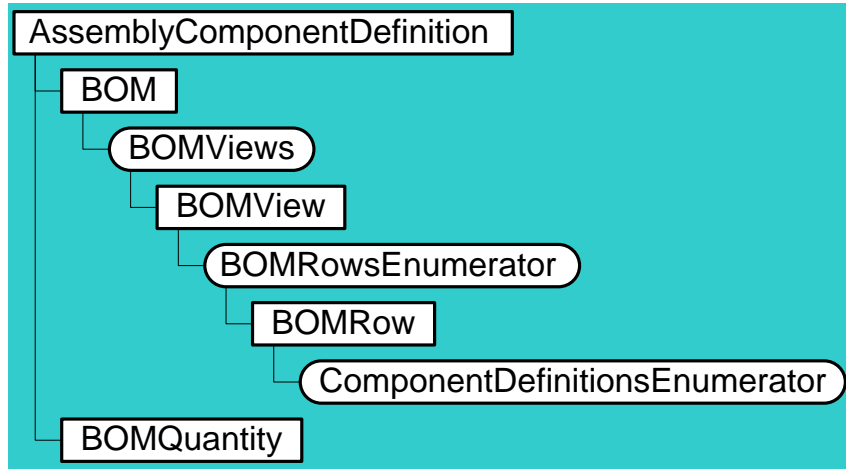 AssemblyComponentDefinition
BOM
BOMViews
BOMView
BOMRowsEnumerator
BOMRow
ComponentDefinitionsEnumerator
BOMQuantity